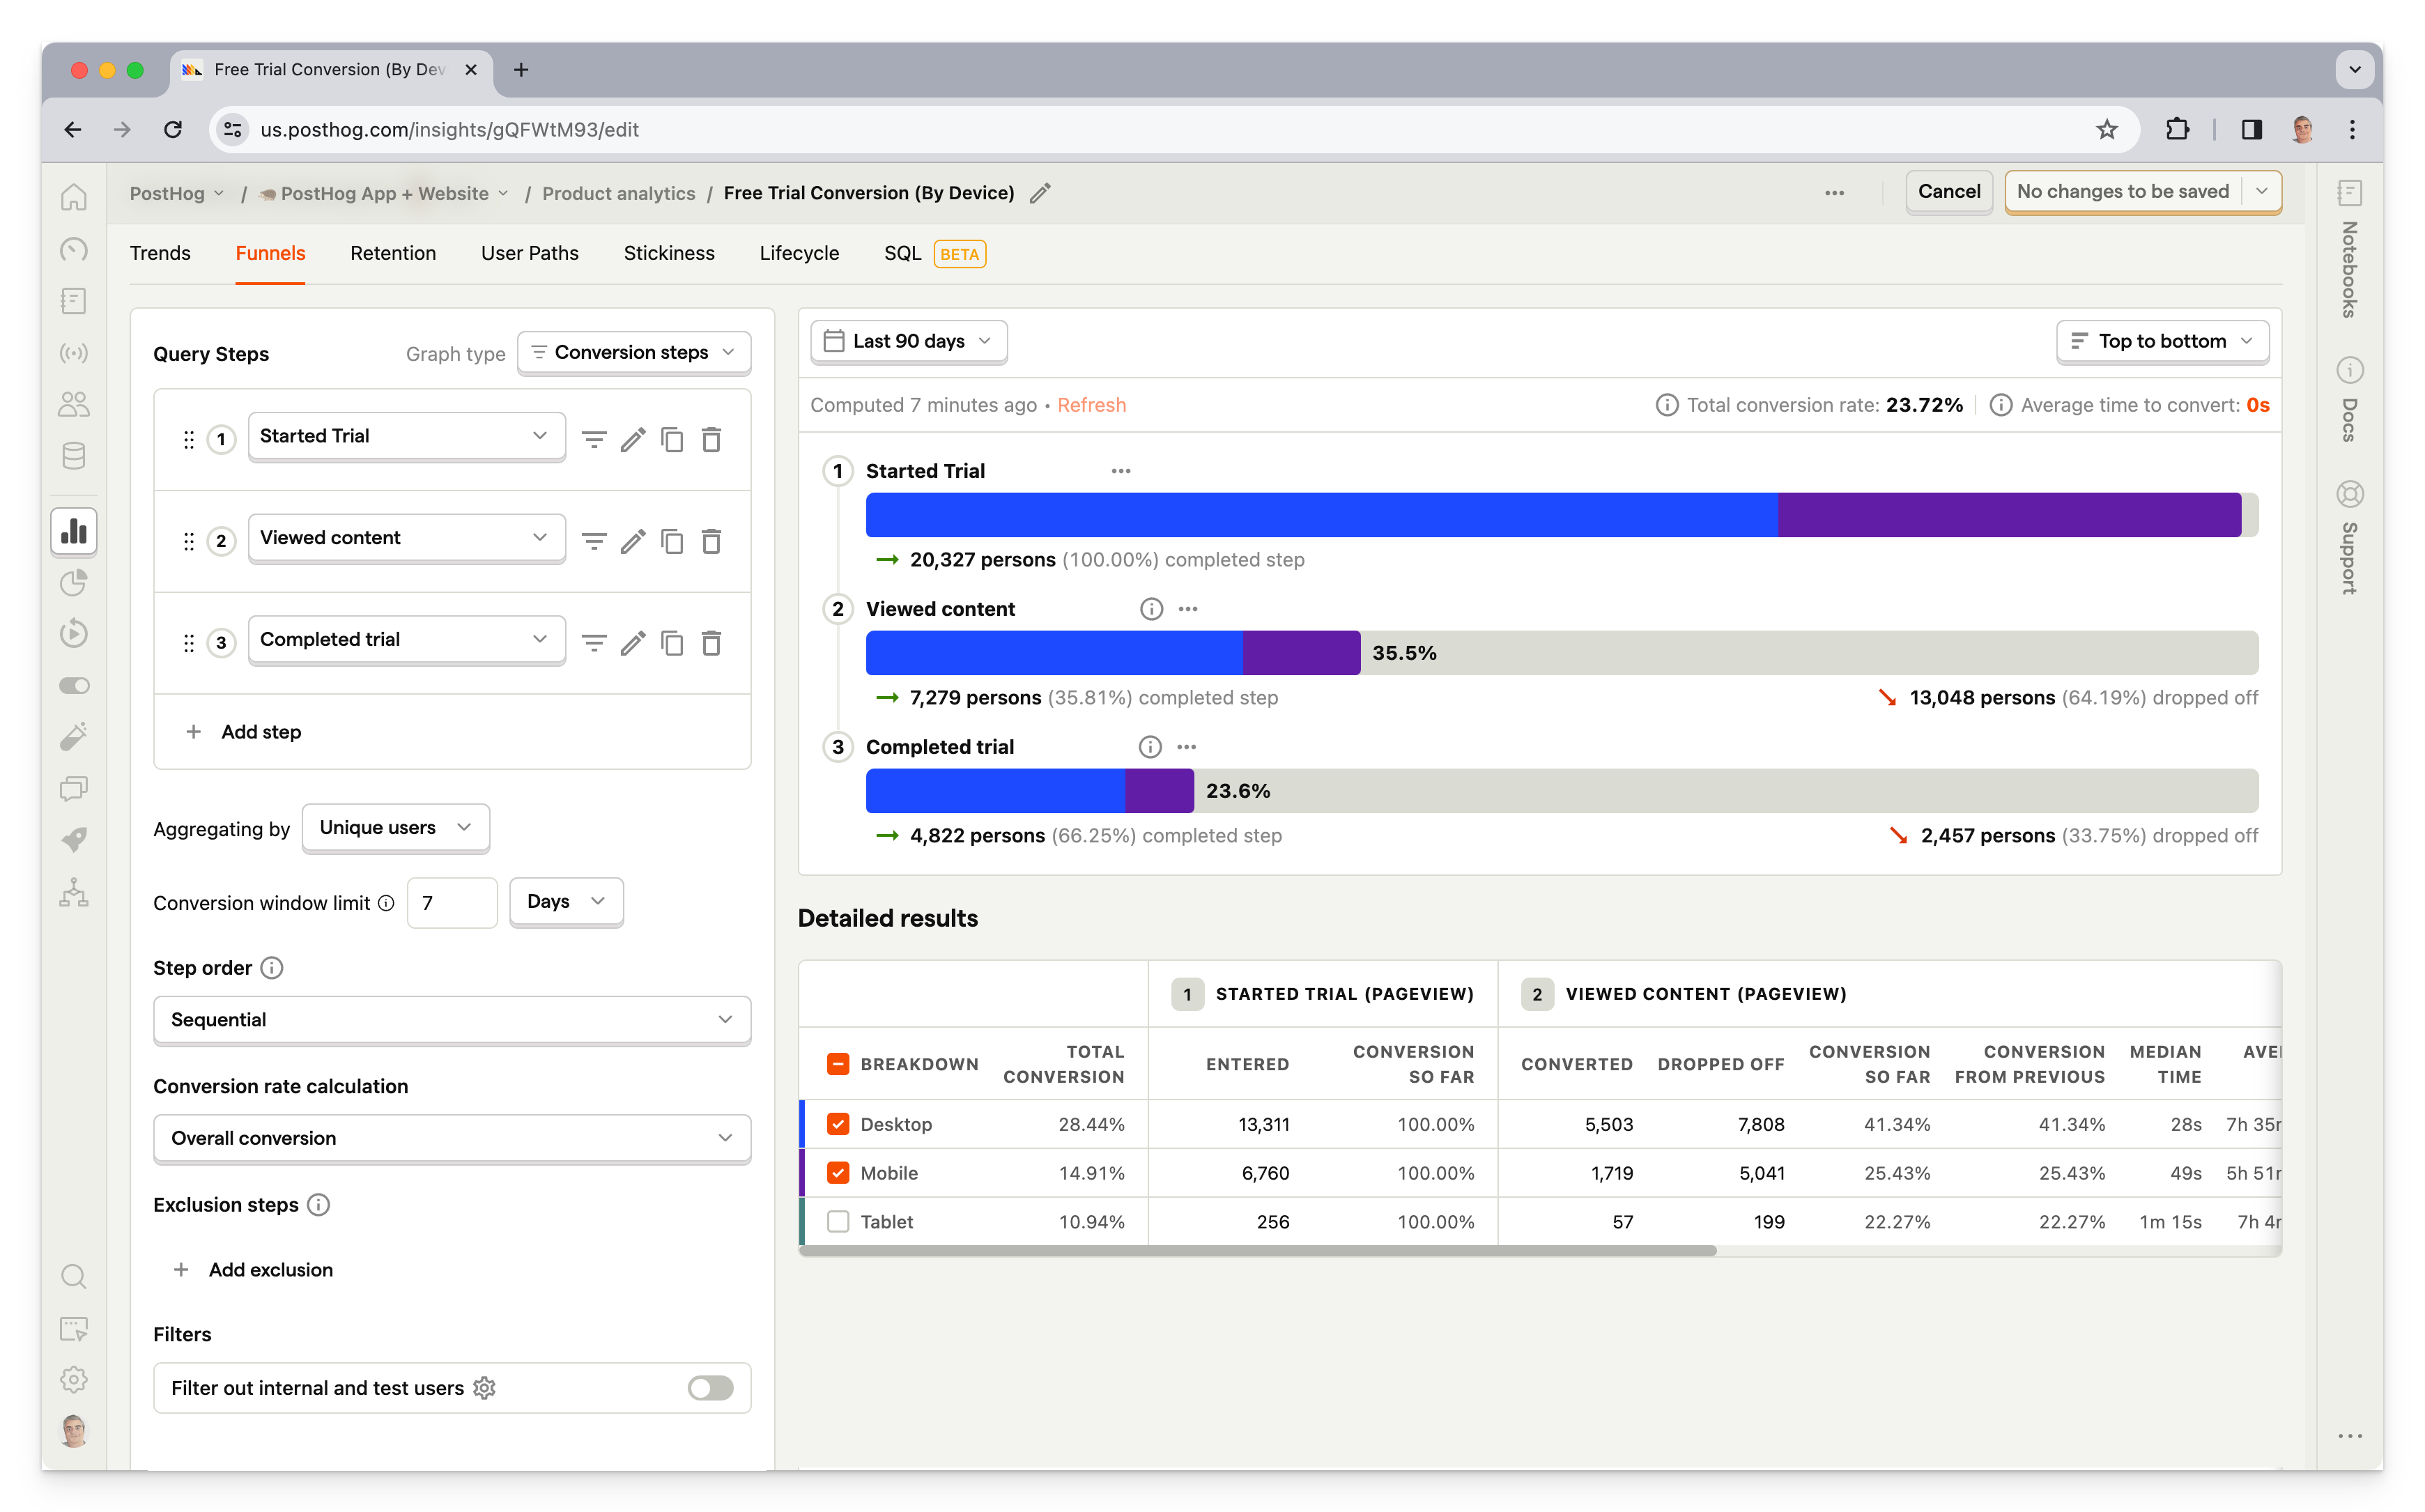 Free Trial Conversion (By Dev
us.posthog.com/insights/gQFWtM93/edit
PostHog / PostHog App + Website / Product analytics / Free Trial Conversion (By Device)
Cancel
No changes to be saved
Trends Funnels Retention User Paths Stickiness Lifecycle SQL BETA
Query Steps
Graph type
Conversion steps
1 Started Trial
2 Viewed content
3 Completed trial
+ Add step
Aggregating by Unique users
Conversion window limit 7 Days
Step order
Sequential
Conversion rate calculation
Overall conversion
Exclusion steps
+ Add exclusion
Filters
Filter out internal and test users
Last 90 days
Top to bottom
Computed 7 minutes ago • Refresh
Total conversion rate: 23.72%
Average time to convert: 0s
1 Started Trial
20,327 persons (100.00%) completed step
2 Viewed content
35.5%
7,279 persons (35.81%) completed step
13,048 persons (64.19%) dropped off
3 Completed trial
23.6%
4,822 persons (66.25%) completed step
2,457 persons (33.75%) dropped off
Detailed results
1 STARTED TRIAL (PAGEVIEW) 2 VIEWED CONTENT (PAGEVIEW)
BREAKDOWN TOTAL CONVERSION ENTERED CONVERSION SO FAR CONVERTED DROPPED OFF CONVERSION SO FAR CONVERSION FROM PREVIOUS MEDIAN TIME AVE
Desktop 28.44% 13,311 100.00% 5,503 7,808 41.34% 41.34% 28s 7h 35
Mobile 14.91% 6,760 100.00% 1,719 5,041 25.43% 25.43% 49s 5h 51
Tablet 10.94% 256 100.00% 57 199 22.27% 22.27% 1m 15s 7h 4
Notebooks
Docs
Support